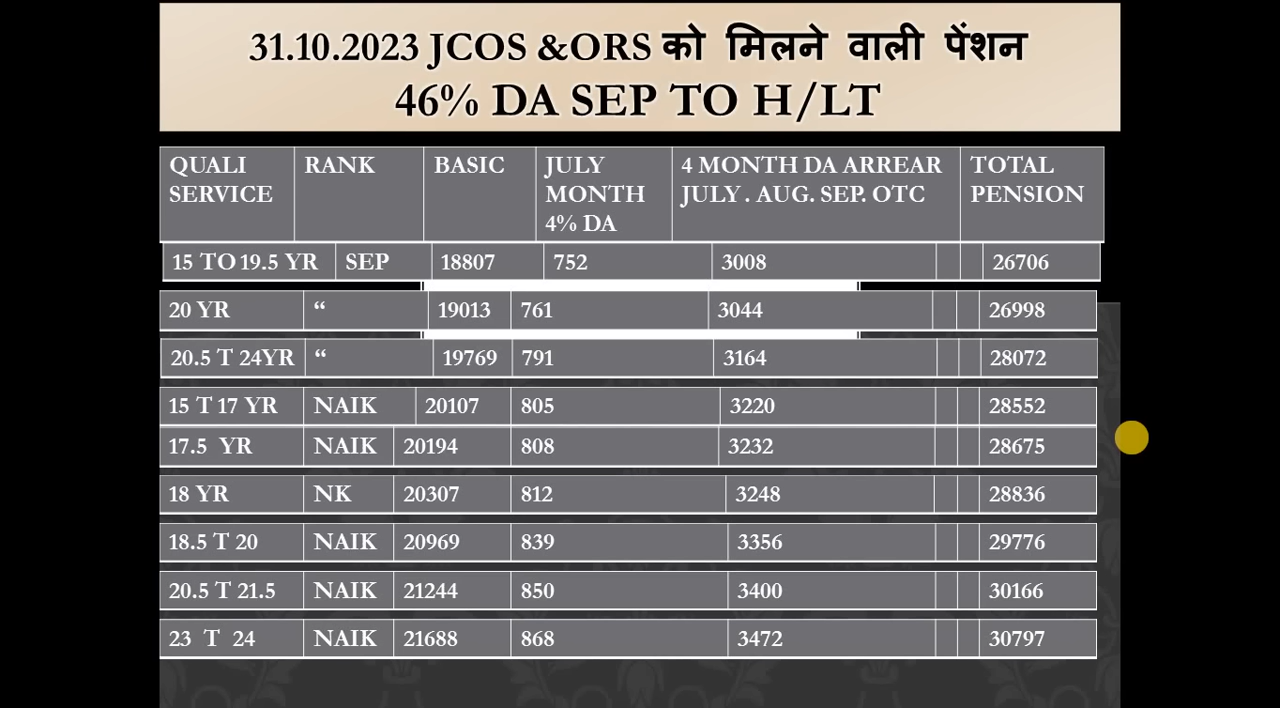 31.10.2023 JCOS &ORS को मिलने वाली पेंशन
46% DA SEP TO H/LT
QUALI SERVICE RANK BASIC JULY MONTH 4% DA 4 MONTH DA ARREAR JULY . AUG. SEP. OTC TOTAL PENSION
15 TO 19.5 YR SEP 18807 752 3008 26706
20 YR “ 19013 761 3044 26998
20.5 T 24YR “ 19769 791 3164 28072
15 T 17 YR NAIK 20107 805 3220 28552
17.5 YR NAIK 20194 808 3232 28675
18 YR NK 20307 812 3248 28836
18.5 T 20 NAIK 20969 839 3356 29776
20.5 T 21.5 NAIK 21244 850 3400 30166
23 T 24 NAIK 21688 868 3472 30797